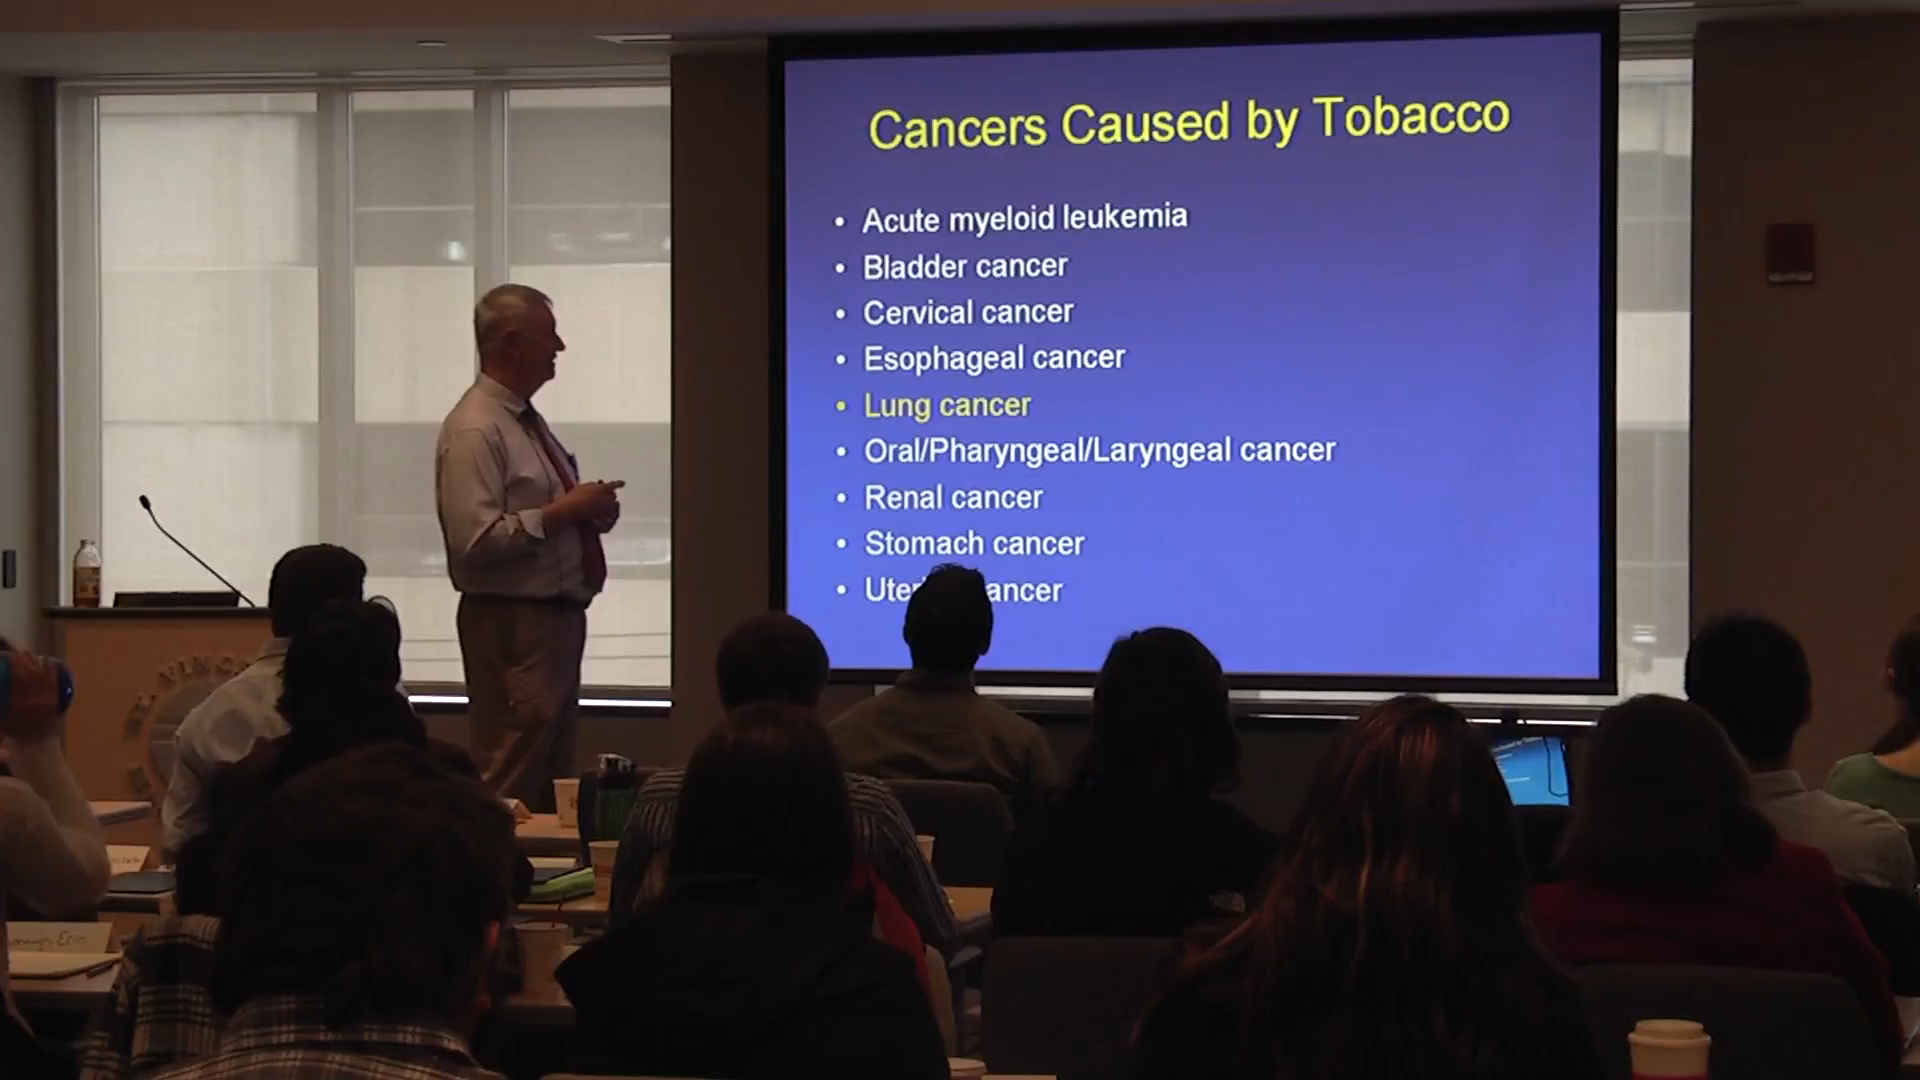 Cancers Caused by Tobacco
• Acute myeloid leukemia
• Bladder cancer
• Cervical cancer
• Esophageal cancer
• Lung cancer
• Oral/Pharyngeal/Laryngeal cancer
• Renal cancer
• Stomach cancer
• ancer
Erin